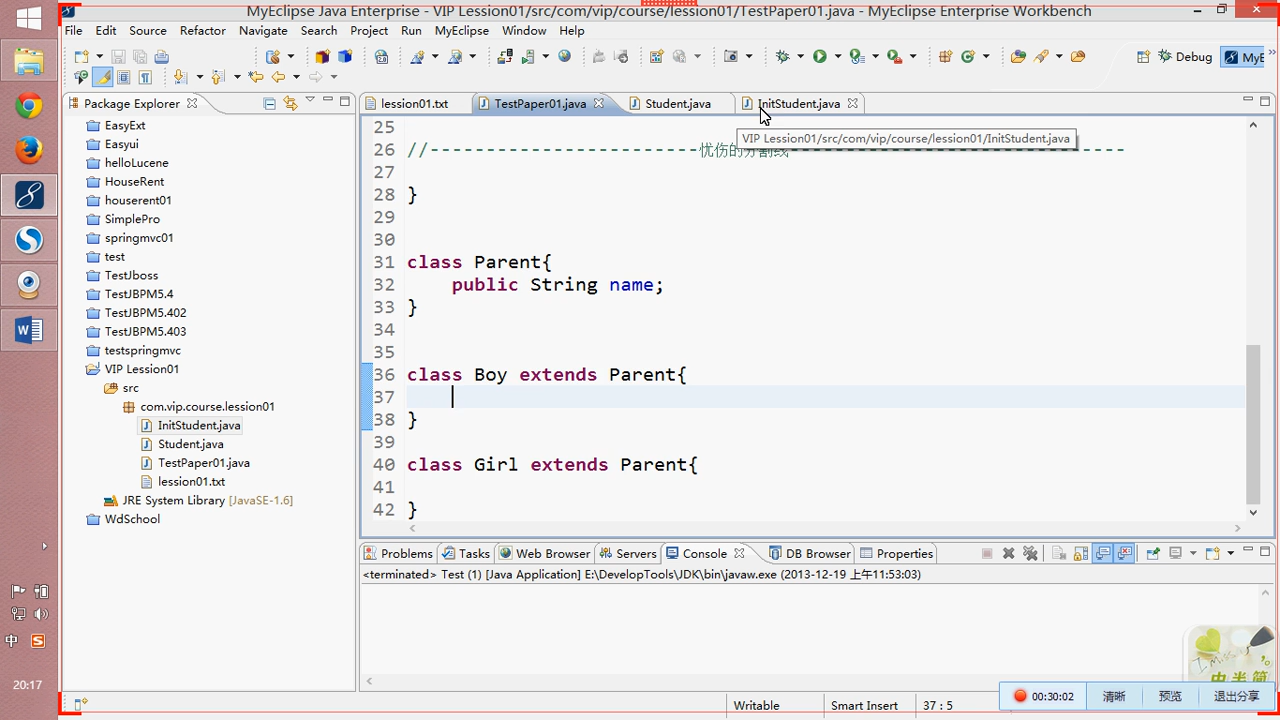 MyEclipse Java Enterprise - VIP Lession01/src/com/vip/course/lession01/TestPaper01.java - MyEclipse Enterprise Workbench
File Edit Source Refactor Navigate Search Project Run MyEclipse Window Help
Debug MyE
Package Explorer
lession01.txt TestPaper01.java Student.java InitStudent.java
VIP Lession01/src/com/vip/course/lession01/InitStudent.java
EasyExt
Easyui
helloLucene
HouseRent
houserent01
SimplePro
springmvc01
test
TestJboss
TestJBPM5.4
TestJBPM5.402
TestJBPM5.403
testspringmvc
VIP Lession01
src
com.vip.course.lession01
InitStudent.java
Student.java
TestPaper01.java
lession01.txt
JRE System Library [JavaSE-1.6]
WdSchool
25
26 //------------------------忧伤的分割线------------------------------
27
28 }
29
30
31 class Parent{
32 public String name;
33 }
34
35
36 class Boy extends Parent{
37
38 }
39
40 class Girl extends Parent{
41
42 }
Problems Tasks Web Browser Servers Console DB Browser Properties
<terminated> Test (1) [Java Application] E:\DevelopTools\JDK\bin\javaw.exe (2013-12-19 上午11:53:03)
中
20:17
Writable Smart Insert 37 : 5
00:30:02 清晰 预览 退出分享